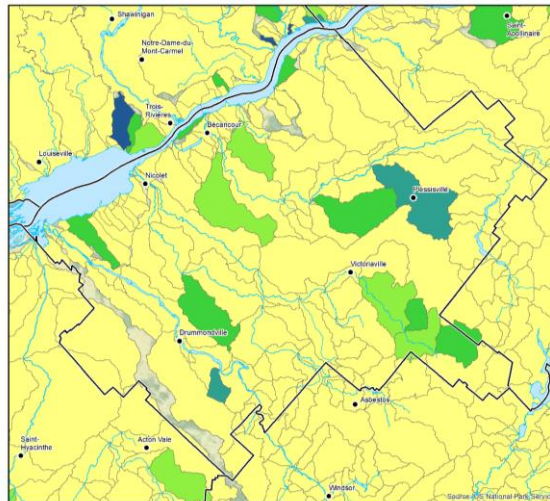 Shawinigan
Saint-
Apollinaire
Notre-Dame-du-
Mont-Carmel
Trois-
Rivières
Bécancour
Louiseville
Nicolet
Plessisville
Victoriaville
Drummondville
Asbestos
Saint-
Hyacinthe
Acton Vale
Windsor
Source: US National Park Service